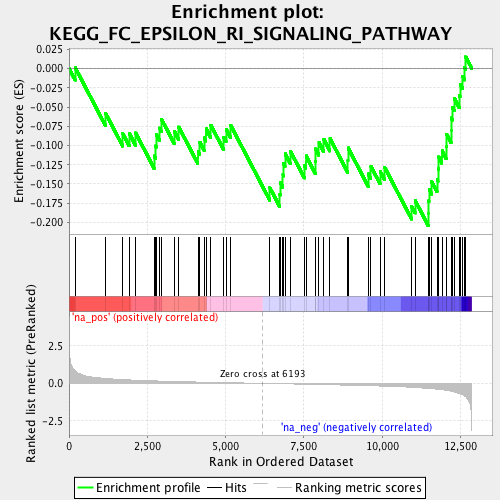 Enrichment plot:
KEGG_FC_EPSILON_RI_SIGNALING_PATHWAY
Enrichment score (ES)
0.025
0.000
-0.025
-0.050
-0.075
-0.100
-0.125
-0.150
-0.175
-0.200
'na_pos' (positively correlated)
Ranked list metric (PreRanked)
2.5
0.0
-2.5
Zero cross at 6193
'na_neg' (negatively correlated)
0 2,500 5,000 7,500 10,000 12,500
Rank in Ordered Dataset
Enrichment profile Hits Ranking metric scores